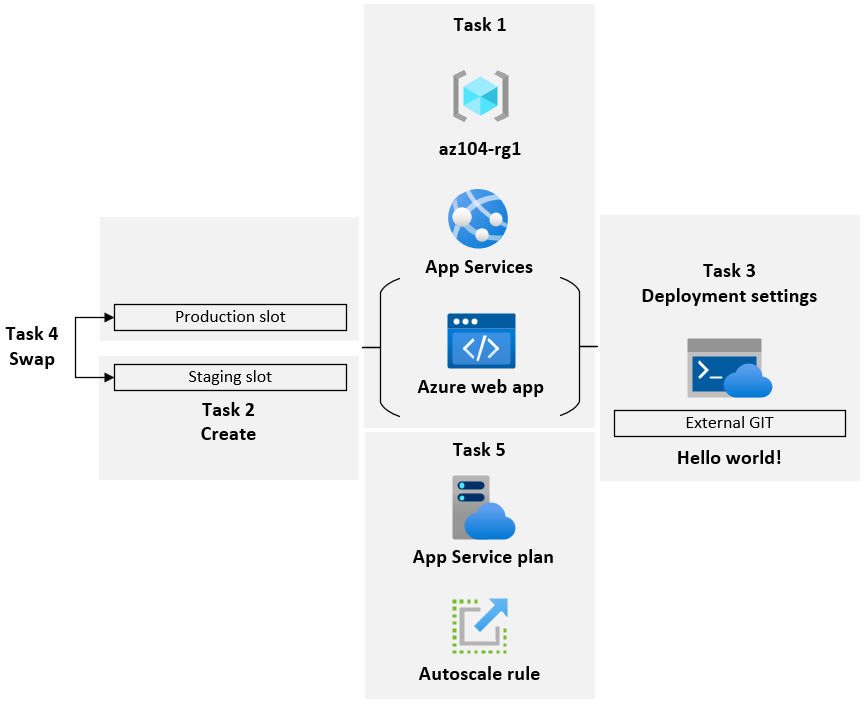 Task 1
az104-rg1
App Services
Azure web app
Production slot
Task 4
Swap
Staging slot
Task 2
Create
Task 3
Deployment settings
External GIT
Hello world!
Task 5
App Service plan
Autoscale rule